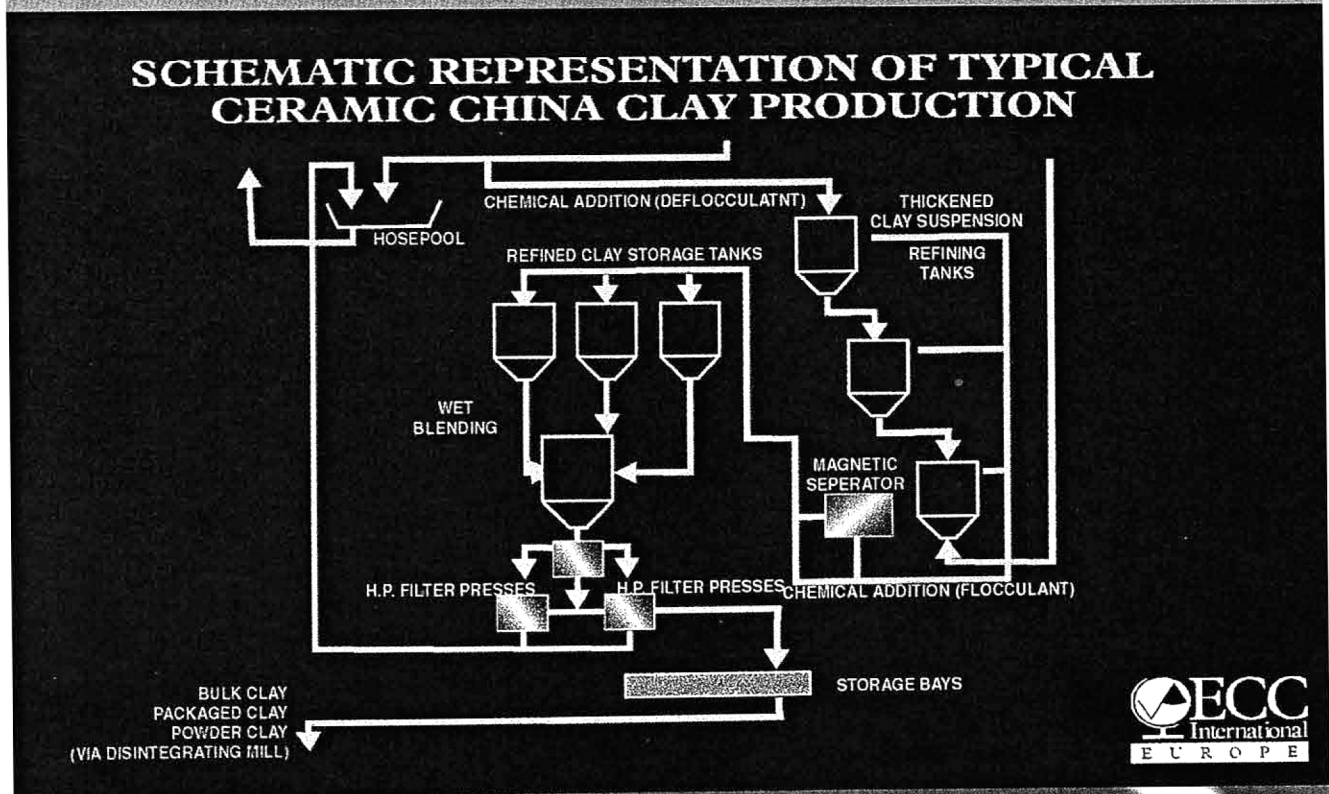 SCHEMATIC REPRESENTATION OF TYPICAL
CERAMIC CHINA CLAY PRODUCTION
CHEMICAL ADDITION (DEFLOCCULATNT)
THICKENED
CLAY SUSPENSION
HOSEPOOL
REFINED CLAY STORAGE TANKS
REFINING
TANKS
WET
BLENDING
MAGNETIC
SEPERATOR
H.P. FILTER PRESSES
H.P. FILTER PRESSES
CHEMICAL ADDITION (FLOCCULANT)
STORAGE BAYS
BULK CLAY
PACKAGED CLAY
POWDER CLAY
(VIA DISINTEGRATING MILL)
ECC
International
EUROPE